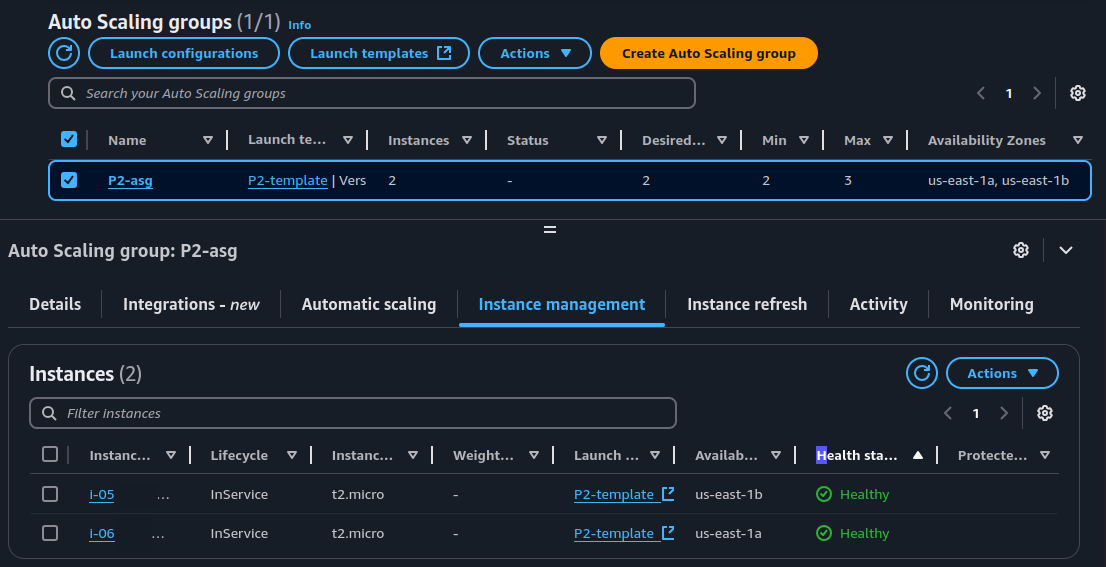 Auto Scaling groups (1/1) Info
Launch configurations Launch templates Actions Create Auto Scaling group
Search your Auto Scaling groups 1
Name Launch te... Instances Status Desired... Min Max Availability Zones
P2-asg P2-template | Vers 2 - 2 2 3 us-east-1a, us-east-1b
Auto Scaling group: P2-asg
Details Integrations - new Automatic scaling Instance management Instance refresh Activity Monitoring
Instances (2) Actions
Filter instances 1
Instanc... Lifecycle Instanc... Weight... Launch ... Availab... Health sta... Protecte...
i-05 ... InService t2.micro - P2-template us-east-1b Healthy
i-06 ... InService t2.micro - P2-template us-east-1a Healthy